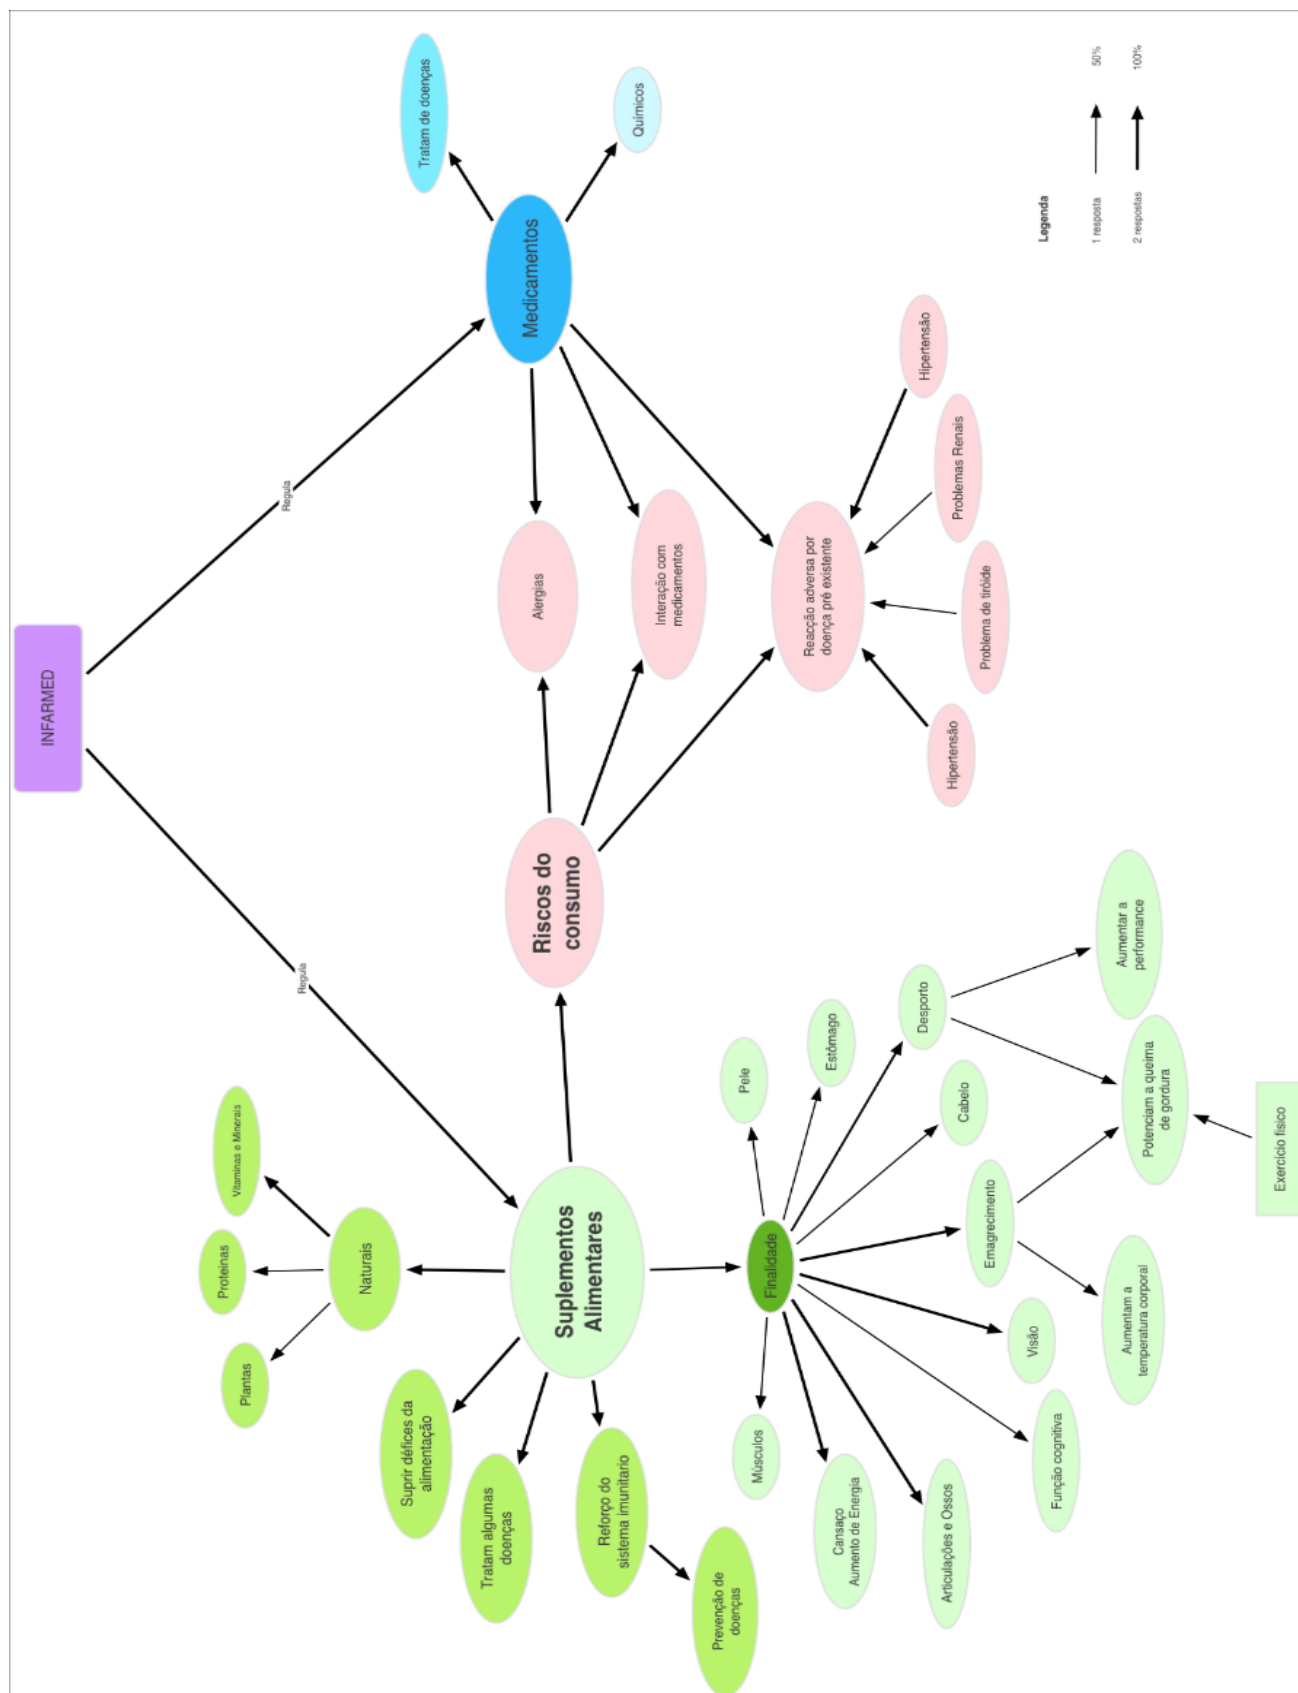 INFARMED
Regula
Regula
Vitaminas e Minerais
Proteinas
Plantas
Naturais
Suprir défices da
alimentação
Tratam algumas
doenças
Reforço do
sistema imunitario
Prevenção de
doenças
Suplementos
Alimentares
Riscos do
consumo
Alergias
Interação com
medicamentos
Reacção adversa por
doença pré existente
Hipertensão
Problema de tiróide
Problemas Renais
Hipertensão
Medicamentos
Tratam de doenças
Químicos
Finalidade
Músculos
Cansaço
Aumento de Energia
Articulações e Ossos
Função cognitiva
Visão
Emagrecimento
Cabelo
Desporto
Estômago
Pele
Aumentam a
temperatura corporal
Potenciam a queima
de gordura
Aumentar a
performance
Exercício fisico
Legenda
1 resposta 50%
2 respostas 100%